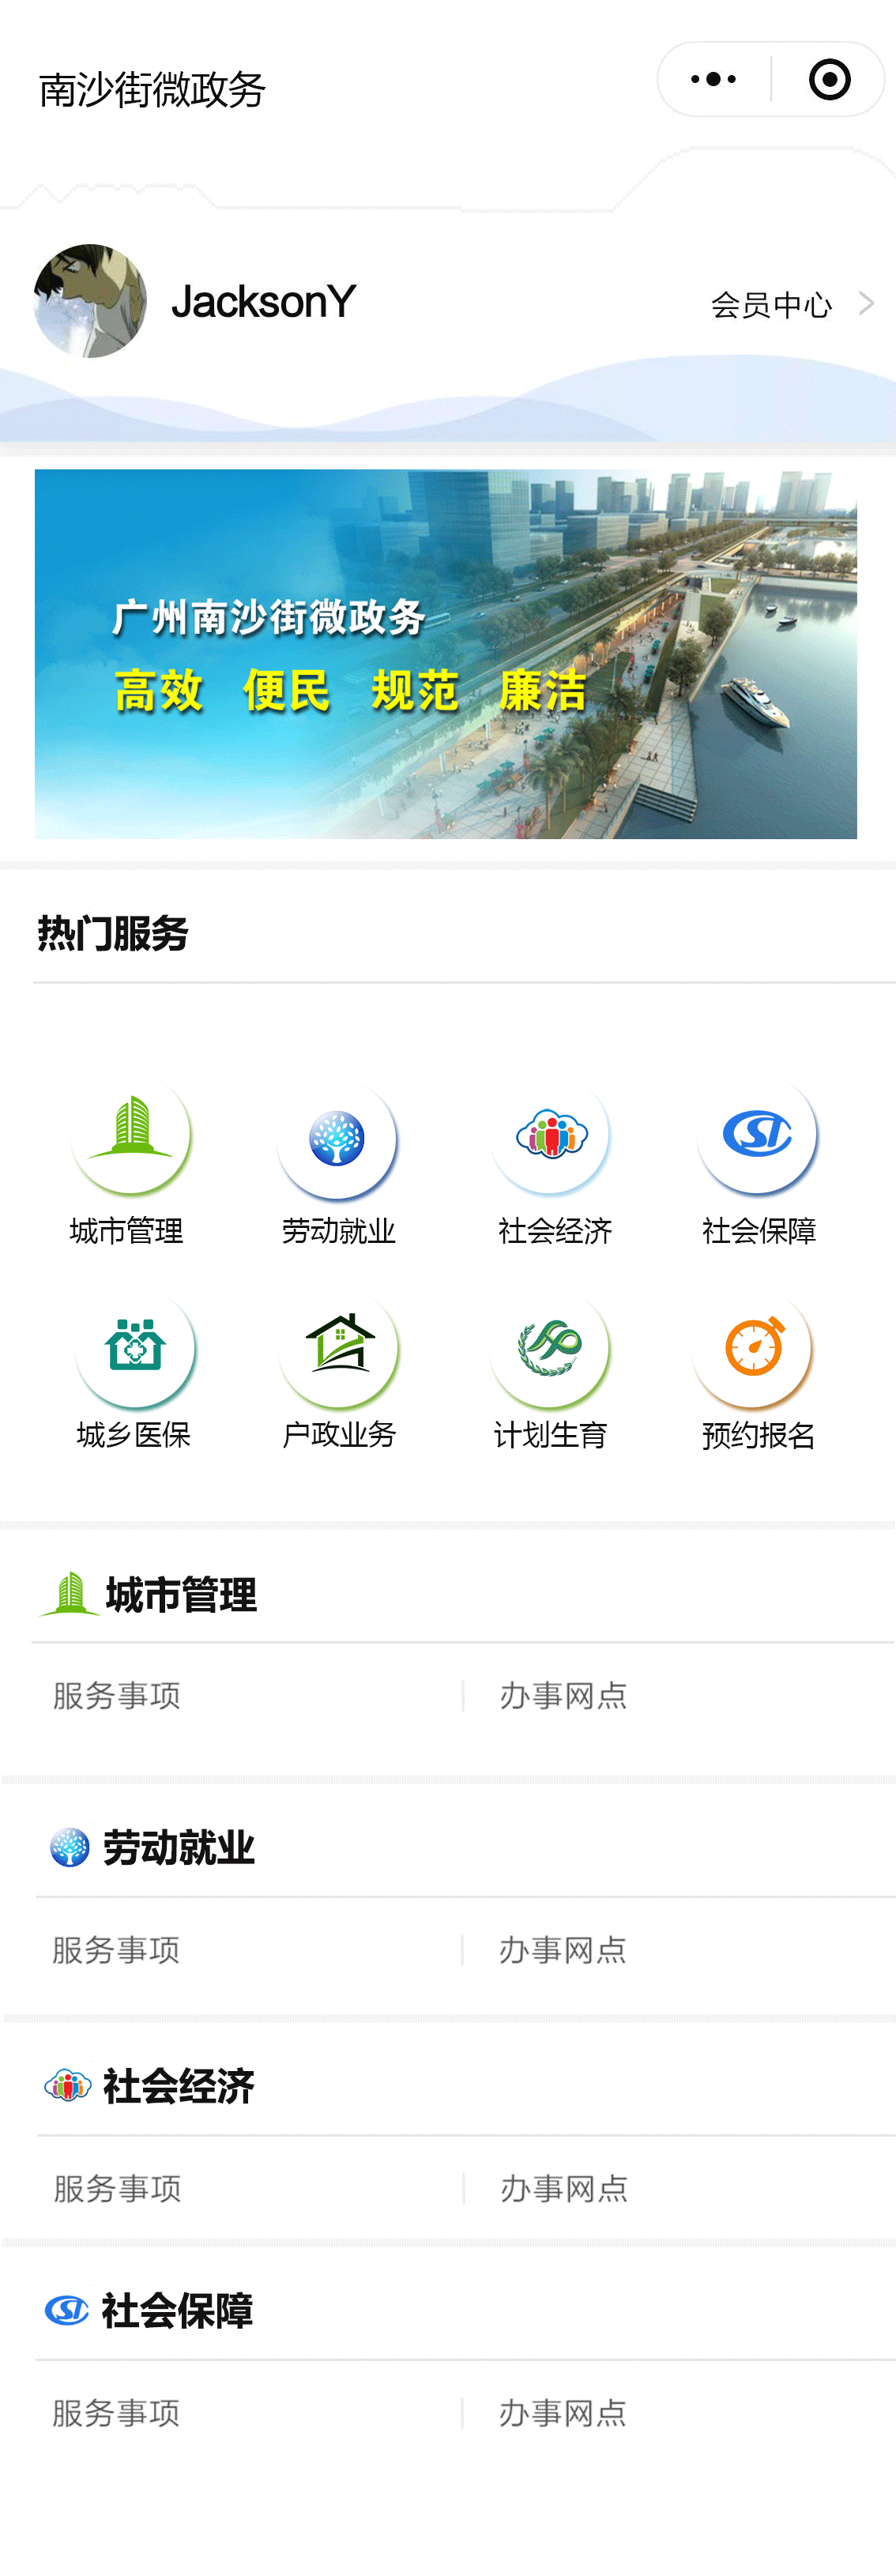 南沙街微政务
JacksonY
会员中心
广州南沙街微政务
高效 便民 规范 廉洁
热门服务
城市管理 劳动就业 社会经济 社会保障
城乡医保 户政业务 计划生育 预约报名
城市管理
服务事项 办事网点
劳动就业
服务事项 办事网点
社会经济
服务事项 办事网点
社会保障
服务事项 办事网点